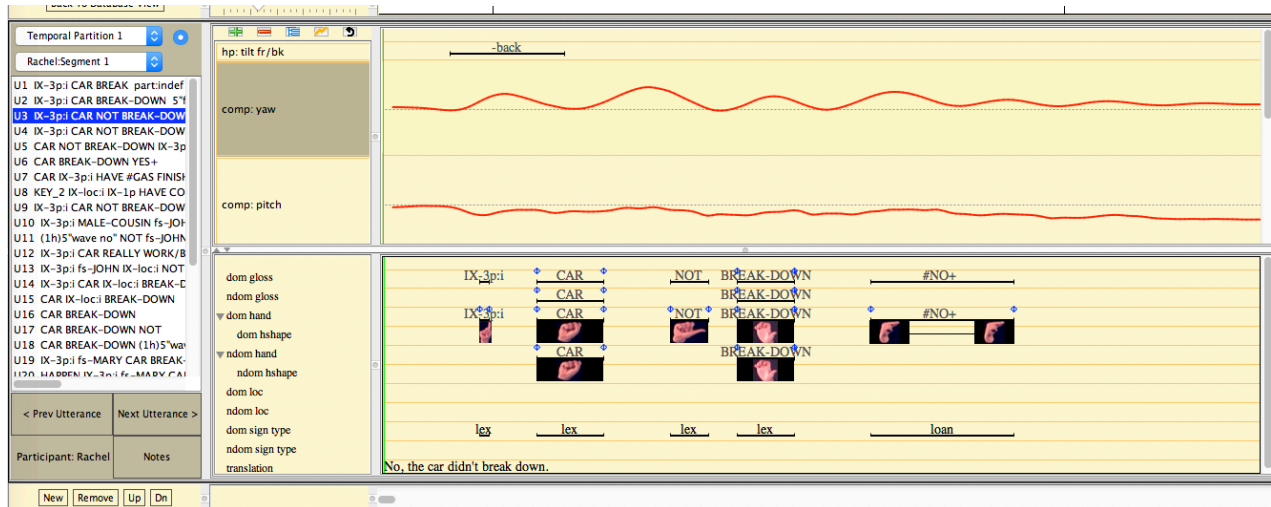 Back To Database View
Temporal Partition 1
Rachel:Segment 1
U1 IX-3p:i CAR BREAK part:indef
U2 IX-3p:i CAR BREAK-DOWN 5"f
U3 IX-3p:i CAR NOT BREAK-DOW
U4 IX-3p:i CAR NOT BREAK-DOW
U5 CAR NOT BREAK-DOWN IX-3p
U6 CAR BREAK-DOWN YES+
U7 CAR IX-3p:i HAVE #GAS FINISH
U8 KEY_2 IX-loc:i IX-1p HAVE CO
U9 IX-3p:i CAR NOT BREAK-DOW
U10 IX-3p:i MALE-COUSIN fs-JOH
U11 (1h)5"wave no" NOT fs-JOHN
U12 IX-3p:i CAR REALLY WORK/B
U13 IX-3p:i fs-JOHN IX-loc:i NOT
U14 IX-3p:i CAR IX-loc:i BREAK-D
U15 CAR IX-loc:i BREAK-DOWN
U16 CAR BREAK-DOWN
U17 CAR BREAK-DOWN NOT
U18 CAR BREAK-DOWN (1h)5"wav
U19 IX-3p:i fs-MARY CAR BREAK-
U20 HAPPEN IX-3p:i fs-MARY CAI
< Prev Utterance
Next Utterance >
Participant: Rachel
Notes
New Remove Up Dn
hp: tilt fr/bk
-back
comp: yaw
comp: pitch
dom gloss IX-3p:i CAR NOT BREAK-DOWN #NO+
ndom gloss CAR BREAK-DOWN
dom hand IX-3p:i CAR NOT BREAK-DOWN #NO+
dom hshape
ndom hand CAR BREAK-DOWN
ndom hshape
dom loc
ndom loc
dom sign type lex lex lex lex loan
ndom sign type
translation No, the car didn't break down.